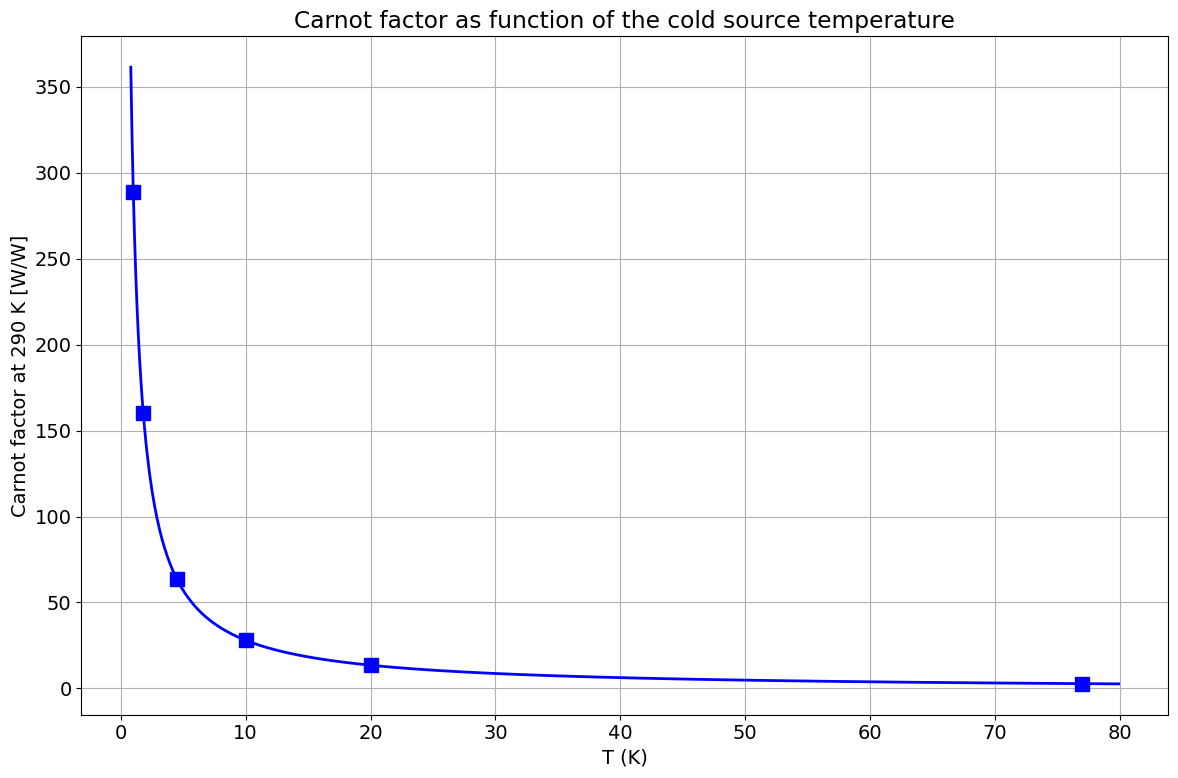 Carnot factor as function of the cold source temperature
Carnot factor at 290 K [W/W]
350
300
250
200
150
100
50
0
0 10 20 30 40 50 60 70 80
T (K)